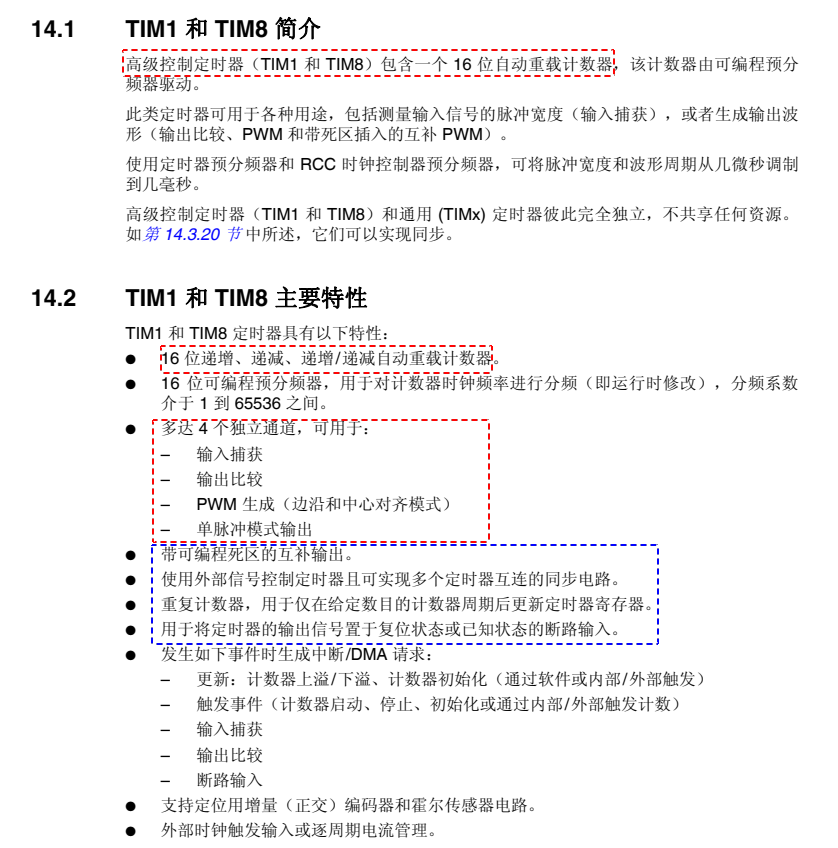 14.1 TIM1 和 TIM8 简介
高级控制定时器（TIM1 和 TIM8）包含一个 16 位自动重载计数器，该计数器由可编程预分
频器驱动。
此类定时器可用于各种用途，包括测量输入信号的脉冲宽度（输入捕获），或者生成输出波
形（输出比较、PWM 和带死区插入的互补 PWM）。
使用定时器预分频器和 RCC 时钟控制器预分频器，可将脉冲宽度和波形周期从几微秒调制
到几毫秒。
高级控制定时器（TIM1 和 TIM8）和通用 (TIMx) 定时器彼此完全独立，不共享任何资源。
如第 14.3.20 节中所述，它们可以实现同步。
14.2 TIM1 和 TIM8 主要特性
TIM1 和 TIM8 定时器具有以下特性：
● 16 位递增、递减、递增/递减自动重载计数器。
● 16 位可编程预分频器，用于对计数器时钟频率进行分频（即运行时修改），分频系数
介于 1 到 65536 之间。
● 多达 4 个独立通道，可用于：
– 输入捕获
– 输出比较
– PWM 生成（边沿和中心对齐模式）
– 单脉冲模式输出
● 带可编程死区的互补输出。
● 使用外部信号控制定时器且可实现多个定时器互连的同步电路。
● 重复计数器，用于仅在给定数目的计数器周期后更新定时器寄存器。
● 用于将定时器的输出信号置于复位状态或已知状态的断路输入。
● 发生如下事件时生成中断/DMA 请求：
– 更新：计数器上溢/下溢、计数器初始化（通过软件或内部/外部触发）
– 触发事件（计数器启动、停止、初始化或通过内部/外部触发计数）
– 输入捕获
– 输出比较
– 断路输入
● 支持定位用增量（正交）编码器和霍尔传感器电路。
● 外部时钟触发输入或逐周期电流管理。